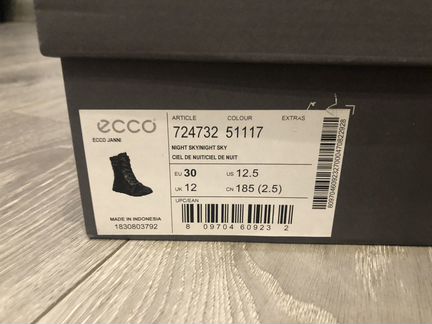 ecco
ECCO JANNI
MADE IN INDONESIA
1830803792
ARTICLE COLOUR EXTRAS
724732 51117
NIGHT SKY/NIGHT SKY
CIEL DE NUIT/CIEL DE NUIT
EU 30 US 12.5
UK 12 CN 185 (2.5)
UPC/EAN
8 09704 60923 2